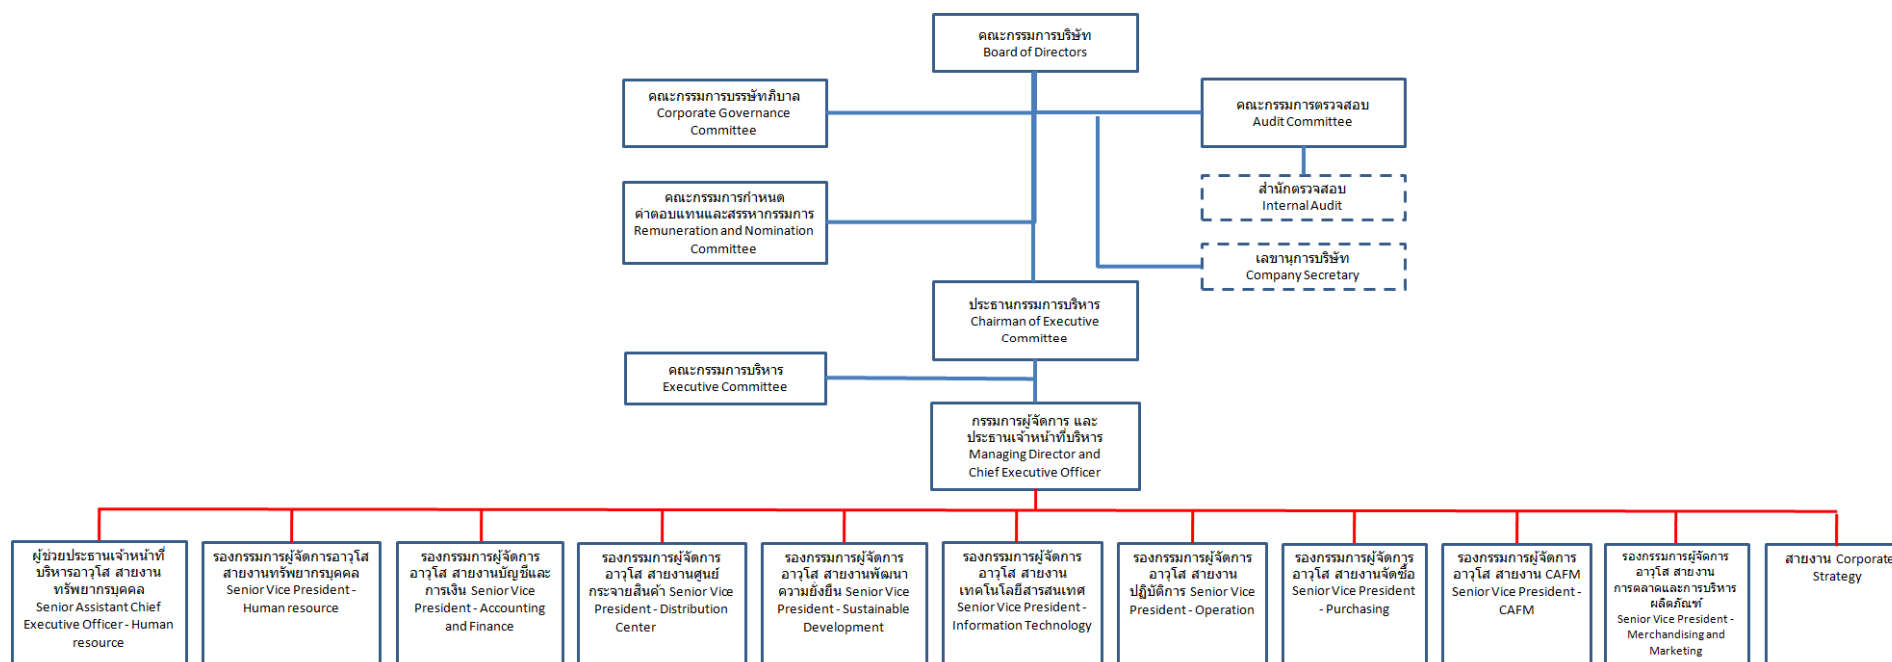 คณะกรรมการบริษัท
Board of Directors
คณะกรรมการบรรษัทภิบาล
Corporate Governance
Committee
คณะกรรมการตรวจสอบ
Audit Committee
คณะกรรมการกำหนด
ค่าตอบแทนและสรรหากรรมการ
Remuneration and Nomination
Committee
สำนักตรวจสอบ
Internal Audit
เลขานุการบริษัท
Company Secretary
ประธานกรรมการบริหาร
Chairman of Executive
Committee
คณะกรรมการบริหาร
Executive Committee
กรรมการผู้จัดการ และ
ประธานเจ้าหน้าที่บริหาร
Managing Director and
Chief Executive Officer
ผู้ช่วยประธานเจ้าหน้าที่
บริหารอาวุโส สายงาน
ทรัพยากรบุคคล
Senior Assistant Chief
Executive Officer - Human
resource
รองกรรมการผู้จัดการอาวุโส
สายงานทรัพยากรบุคคล
Senior Vice President -
Human resource
รองกรรมการผู้จัดการ
อาวุโส สายงานบัญชีและ
การเงิน Senior Vice
President - Accounting
and Finance
รองกรรมการผู้จัดการ
อาวุโส สายงานศูนย์
กระจายสินค้า Senior Vice
President - Distribution
Center
รองกรรมการผู้จัดการ
อาวุโส สายงานพัฒนา
ความยั่งยืน Senior Vice
President - Sustainable
Development
รองกรรมการผู้จัดการ
อาวุโส สายงาน
เทคโนโลยีสารสนเทศ
Senior Vice President -
Information Technology
รองกรรมการผู้จัดการ
อาวุโส สายงาน
ปฏิบัติการ Senior Vice
President - Operation
รองกรรมการผู้จัดการ
อาวุโส สายงานจัดซื้อ
Senior Vice President
- Purchasing
รองกรรมการผู้จัดการ
อาวุโส สายงาน CAFM
Senior Vice President -
CAFM
รองกรรมการผู้จัดการ
อาวุโส สายงาน
การตลาดและการบริหาร
ผลิตภัณฑ์
Senior Vice President -
Merchandising and
Marketing
สายงาน Corporate
Strategy